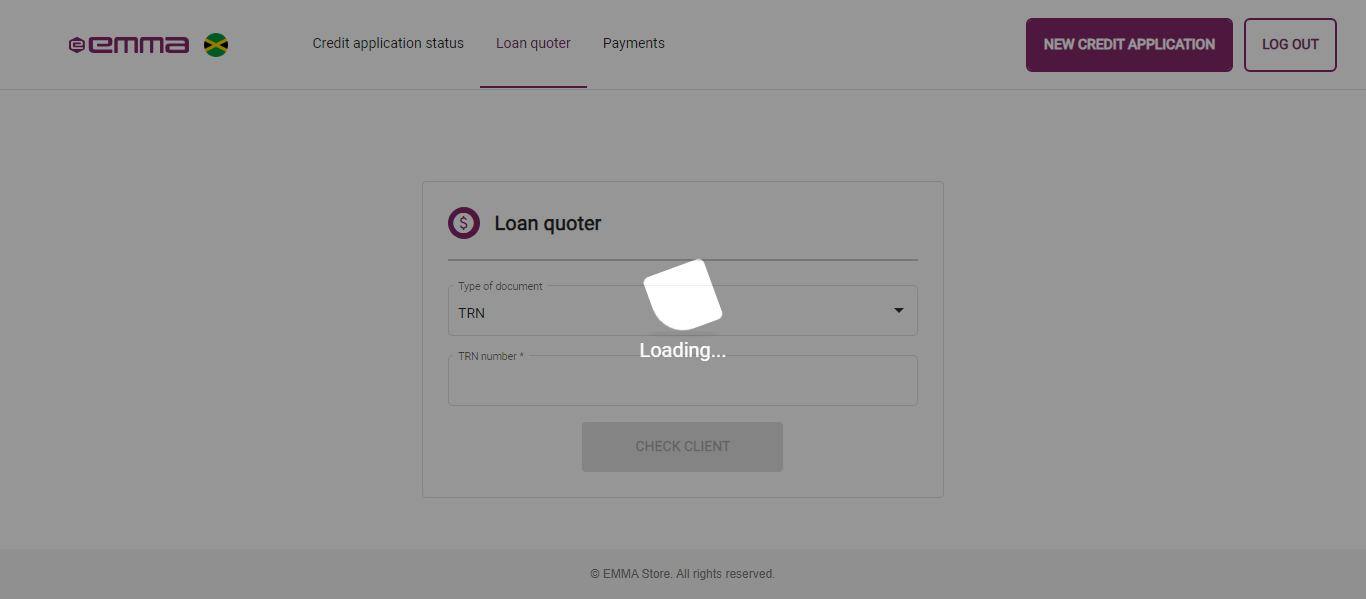 emma
Credit application status
Loan quoter
Payments
NEW CREDIT APPLICATION
LOG OUT
$ Loan quoter
Type of document
TRN
Loading...
TRN number *
CHECK CLIENT
© EMMA Store. All rights reserved.